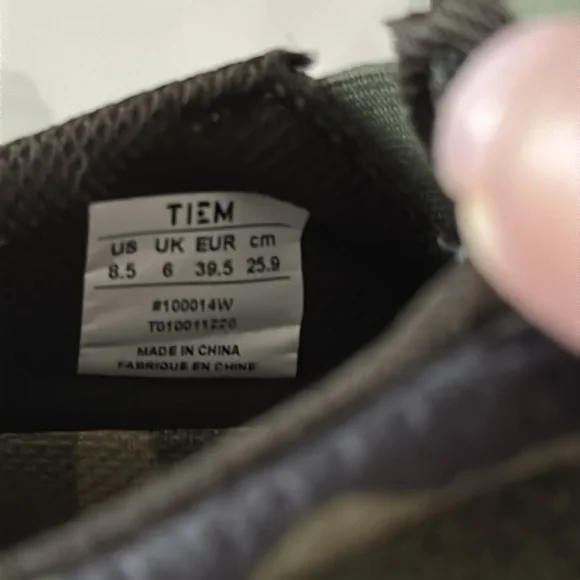 TIEM
US UK EUR cm
8.5 6 39.5 25.9
#100014W
T010011220
MADE IN CHINA
FABRIQUE EN CHINE